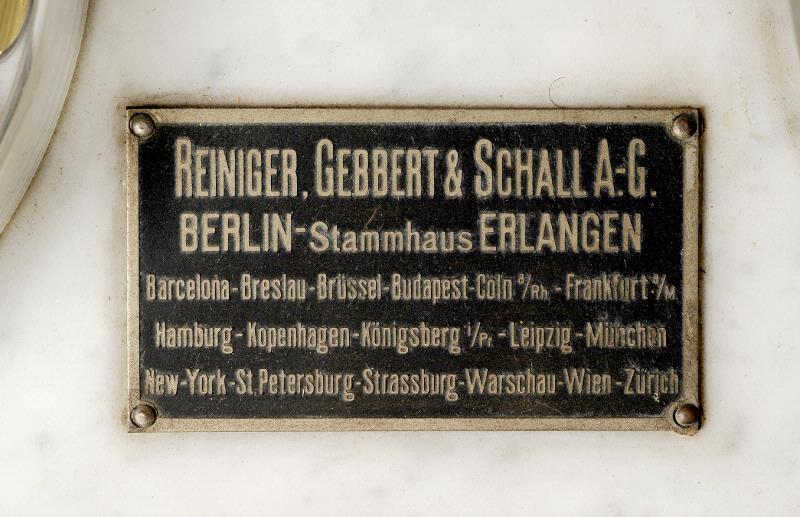 REINIGER, GEBBERT & SCHALL A.-G.
BERLIN-Stammhaus ERLANGEN
Barcelona-Breslau-Brüssel-Budapest-Cöln a/Rh.-Frankfurt a/M.
Hamburg-Kopenhagen-Königsberg i/Pr.-Leipzig-München
New-York-St.Petersburg-Strassburg-Warschau-Wien-Zürich